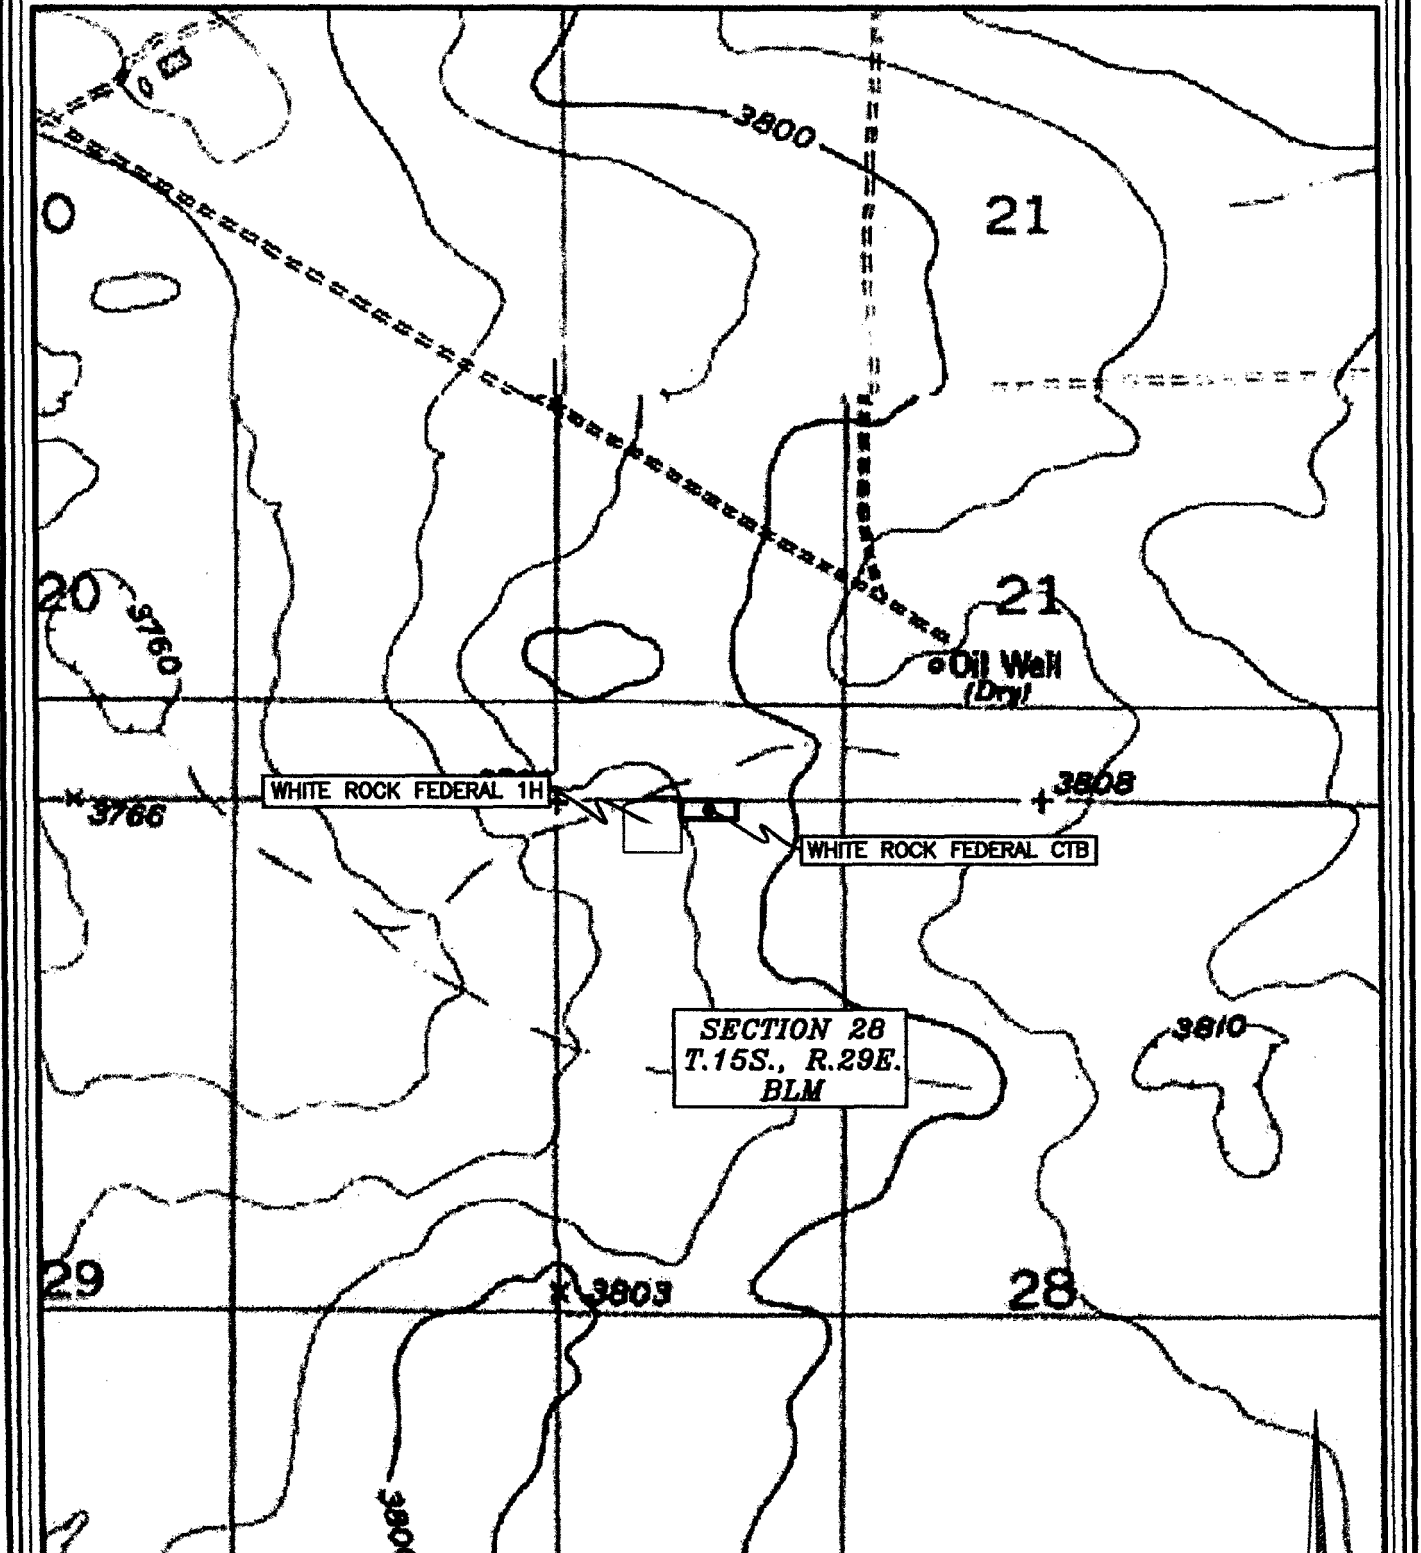 3800
21
0
20
3760
21
Oil Well
(Dry)
3766
WHITE ROCK FEDERAL 1H
3808
WHITE ROCK FEDERAL CTB
SECTION 28
T.15S., R.29E.
BLM
3810
29
3803
28